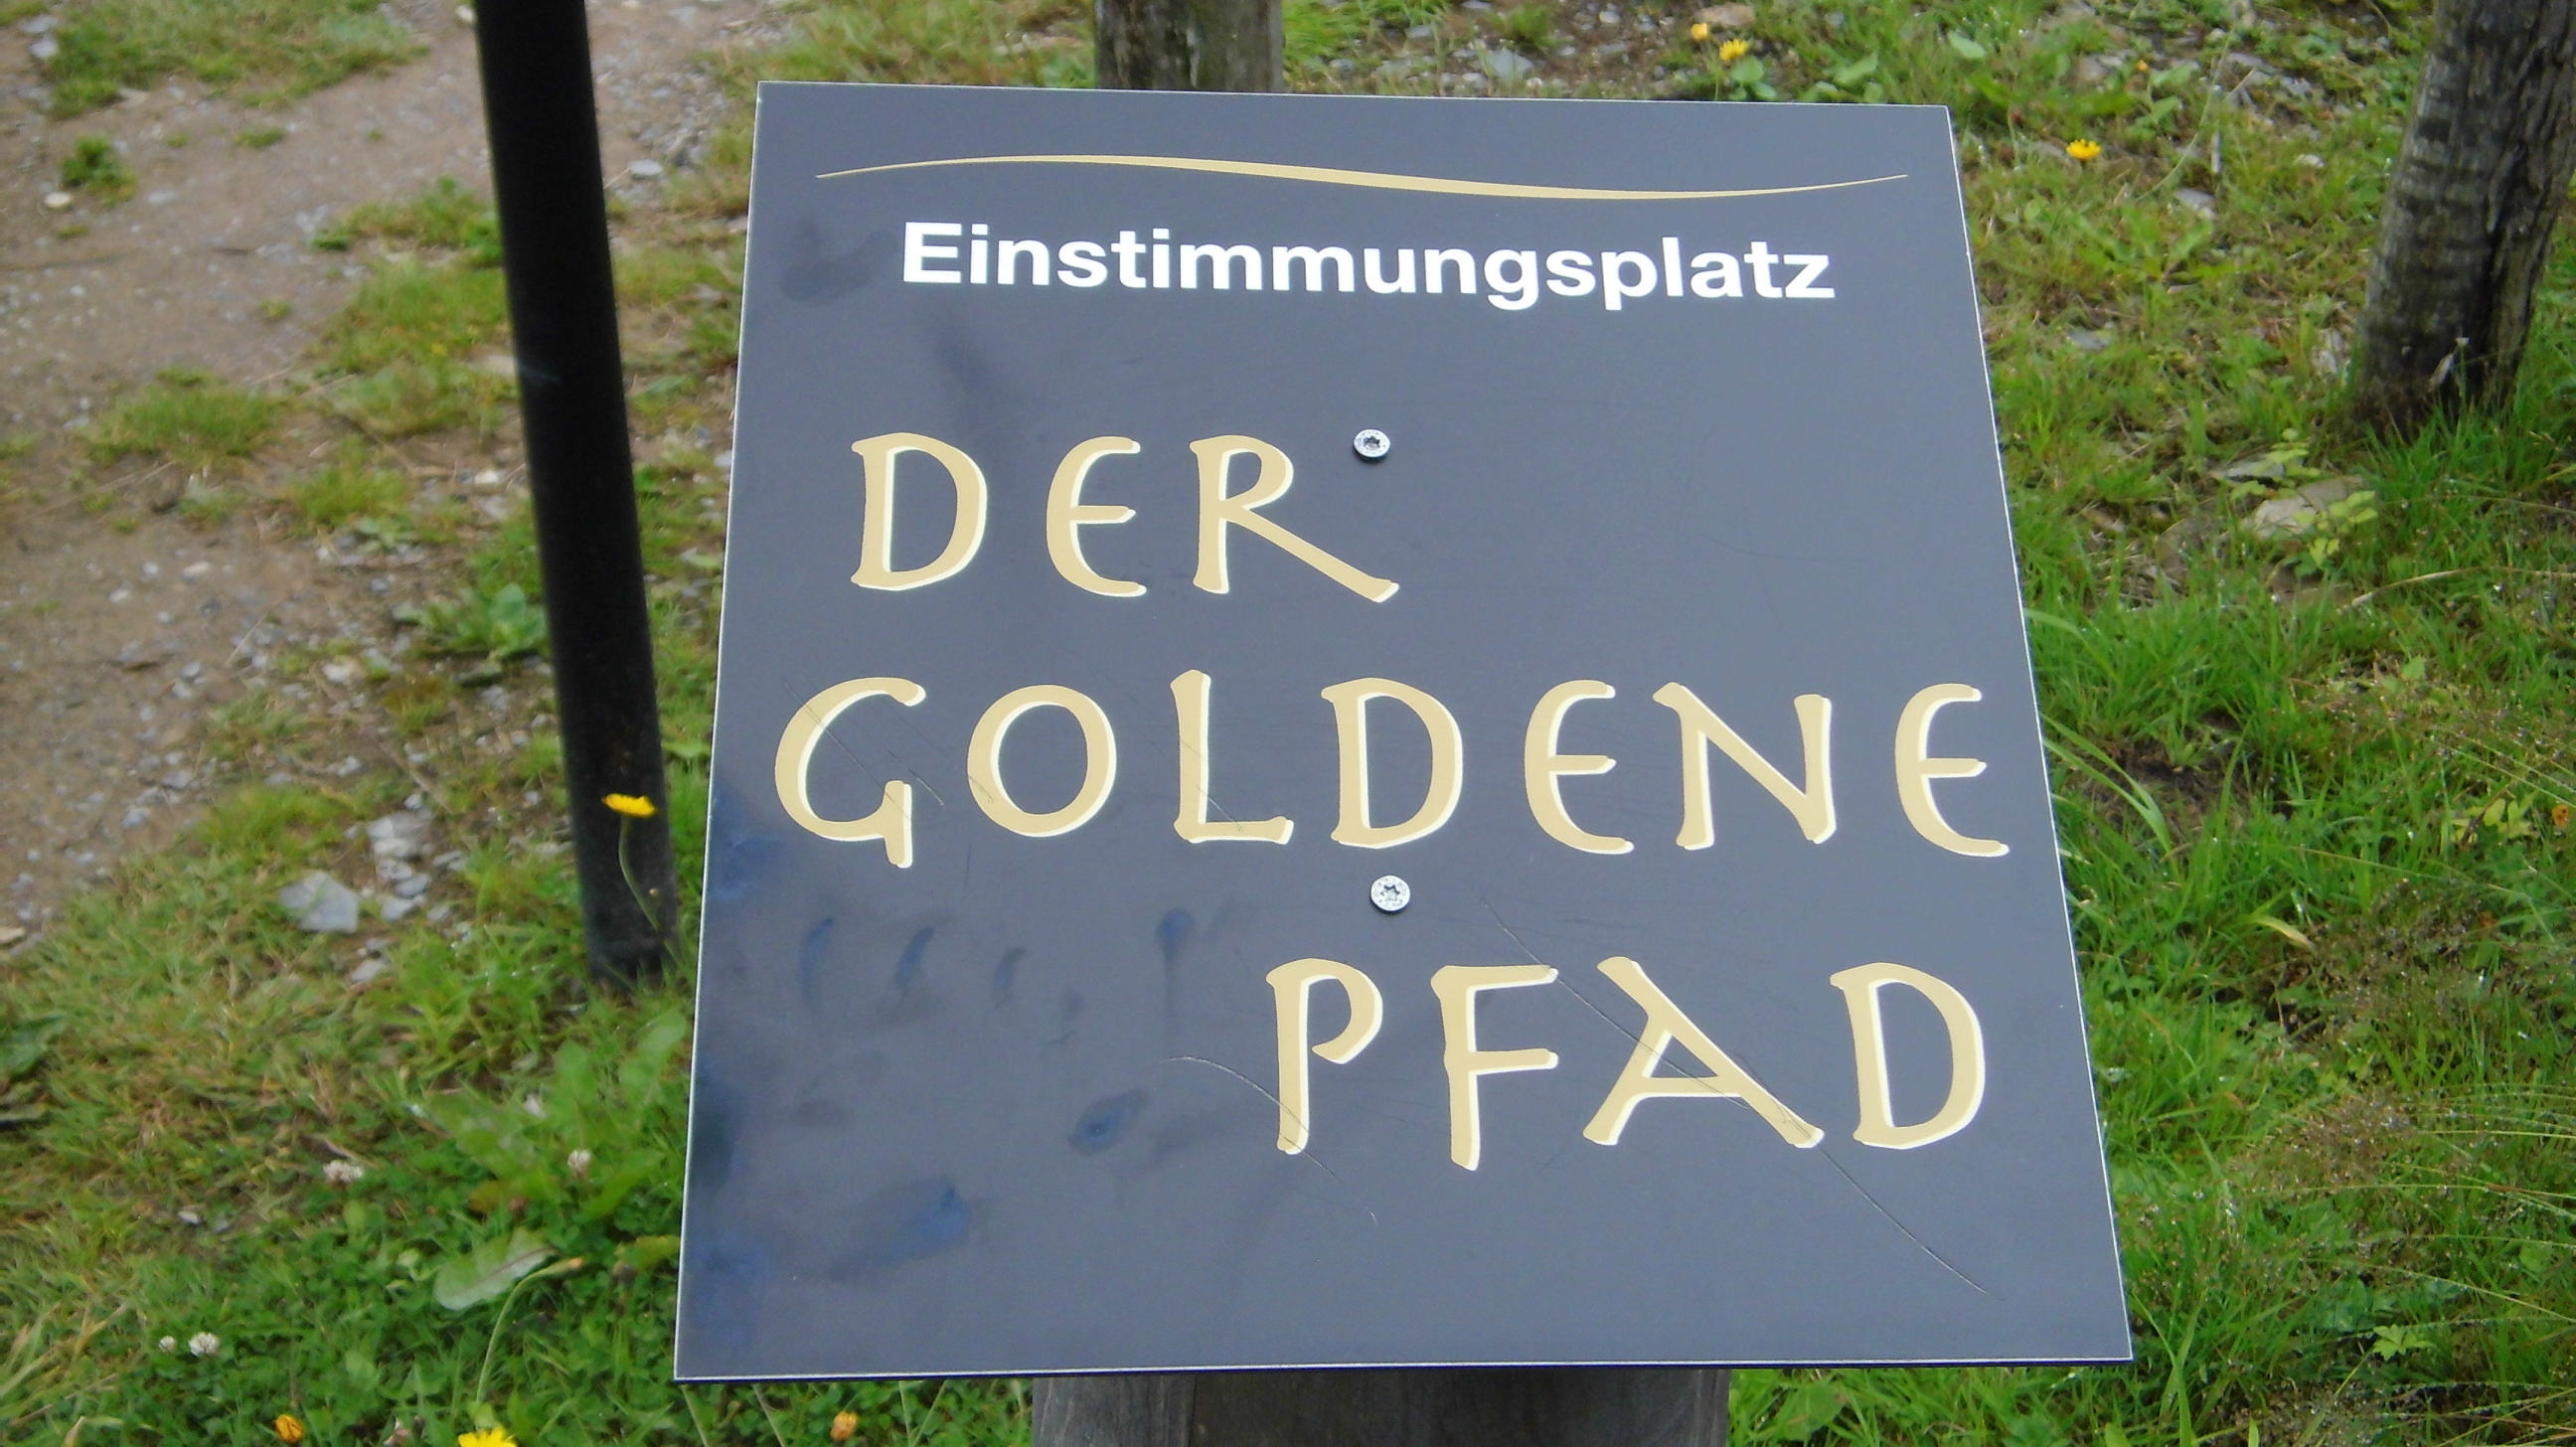 Einstimmungsplatz
DER
GOLDENE
PFAD